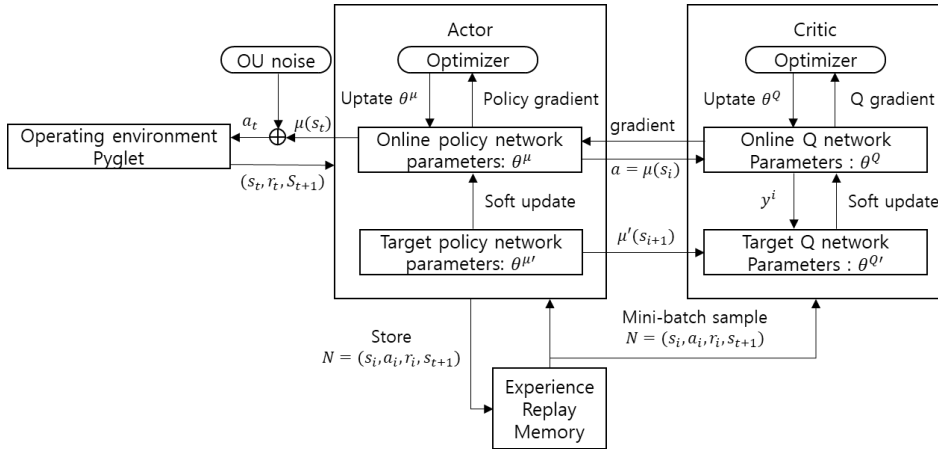 Actor
Critic
OU noise
Optimizer
Optimizer
Uptate θ^μ
Policy gradient
Uptate θ^Q
Q gradient
Operating environment
Pyglet
a_t
μ(s_t)
(s_t, r_t, S_{t+1})
Online policy network
parameters: θ^μ
gradient
a = μ(s_i)
Online Q network
Parameters : θ^Q
Soft update
y^i
Soft update
Target policy network
parameters: θ^{μ'}
μ'(s_{i+1})
Target Q network
Parameters : θ^{Q'}
Store
N = (s_i, a_i, r_i, s_{t+1})
Mini-batch sample
N = (s_i, a_i, r_i, s_{t+1})
Experience
Replay
Memory